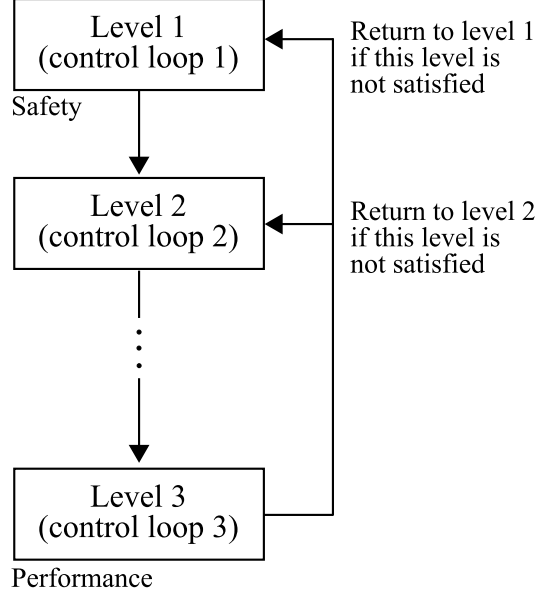 Level 1
(control loop 1)
Safety
Return to level 1
if this level is
not satisfied
Level 2
(control loop 2)
Return to level 2
if this level is
not satisfied
Level 3
(control loop 3)
Performance